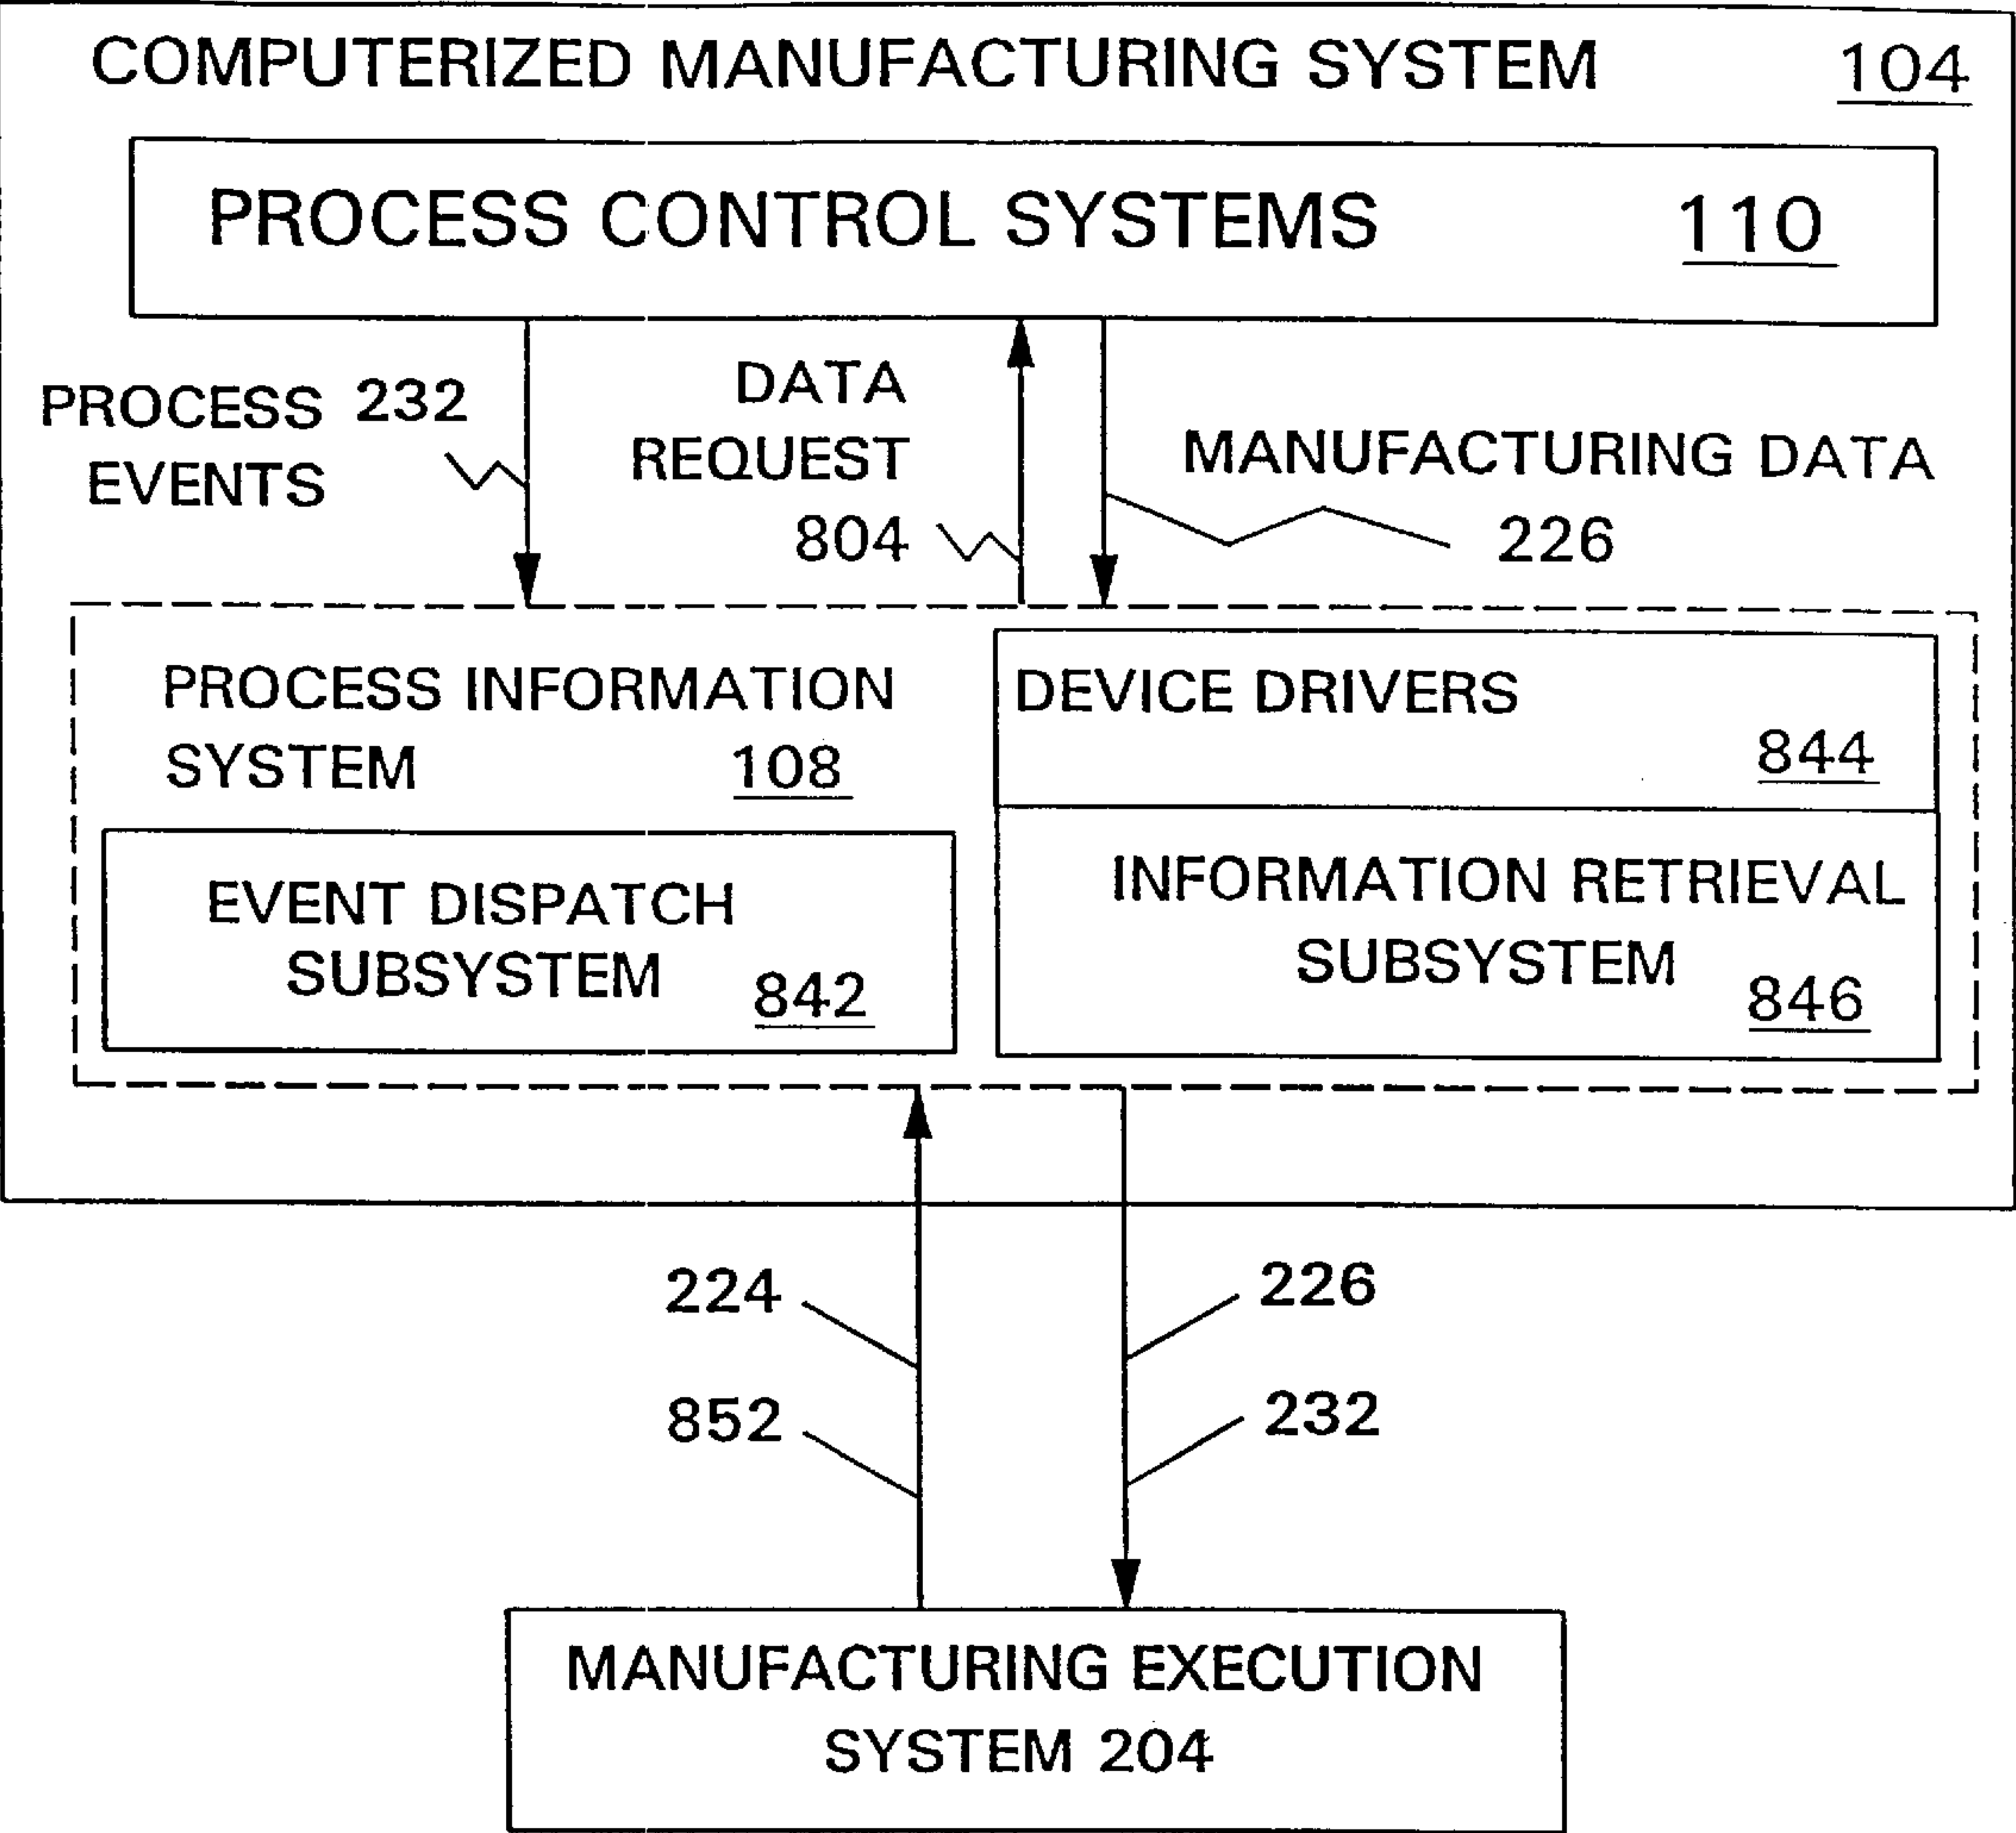 COMPUTERIZED MANUFACTURING SYSTEM 104
PROCESS CONTROL SYSTEMS 110
PROCESS 232
EVENTS
DATA
REQUEST
804
MANUFACTURING DATA
226
PROCESS INFORMATION
SYSTEM 108
DEVICE DRIVERS
844
EVENT DISPATCH
SUBSYSTEM 842
INFORMATION RETRIEVAL
SUBSYSTEM
846
224
226
852
232
MANUFACTURING EXECUTION
SYSTEM 204